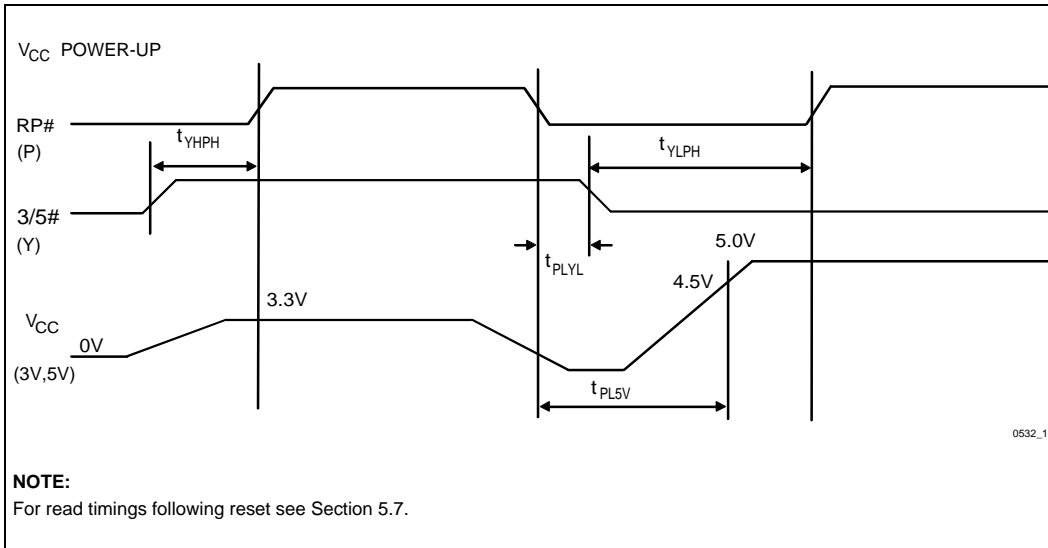 VCC POWER-UP
RP#
(P)
tYHPH
tYLPH
3/5#
(Y)
tPLYL
5.0V
4.5V
3.3V
VCC
0V
(3V,5V)
tPL5V
0532_1
NOTE:
For read timings following reset see Section 5.7.